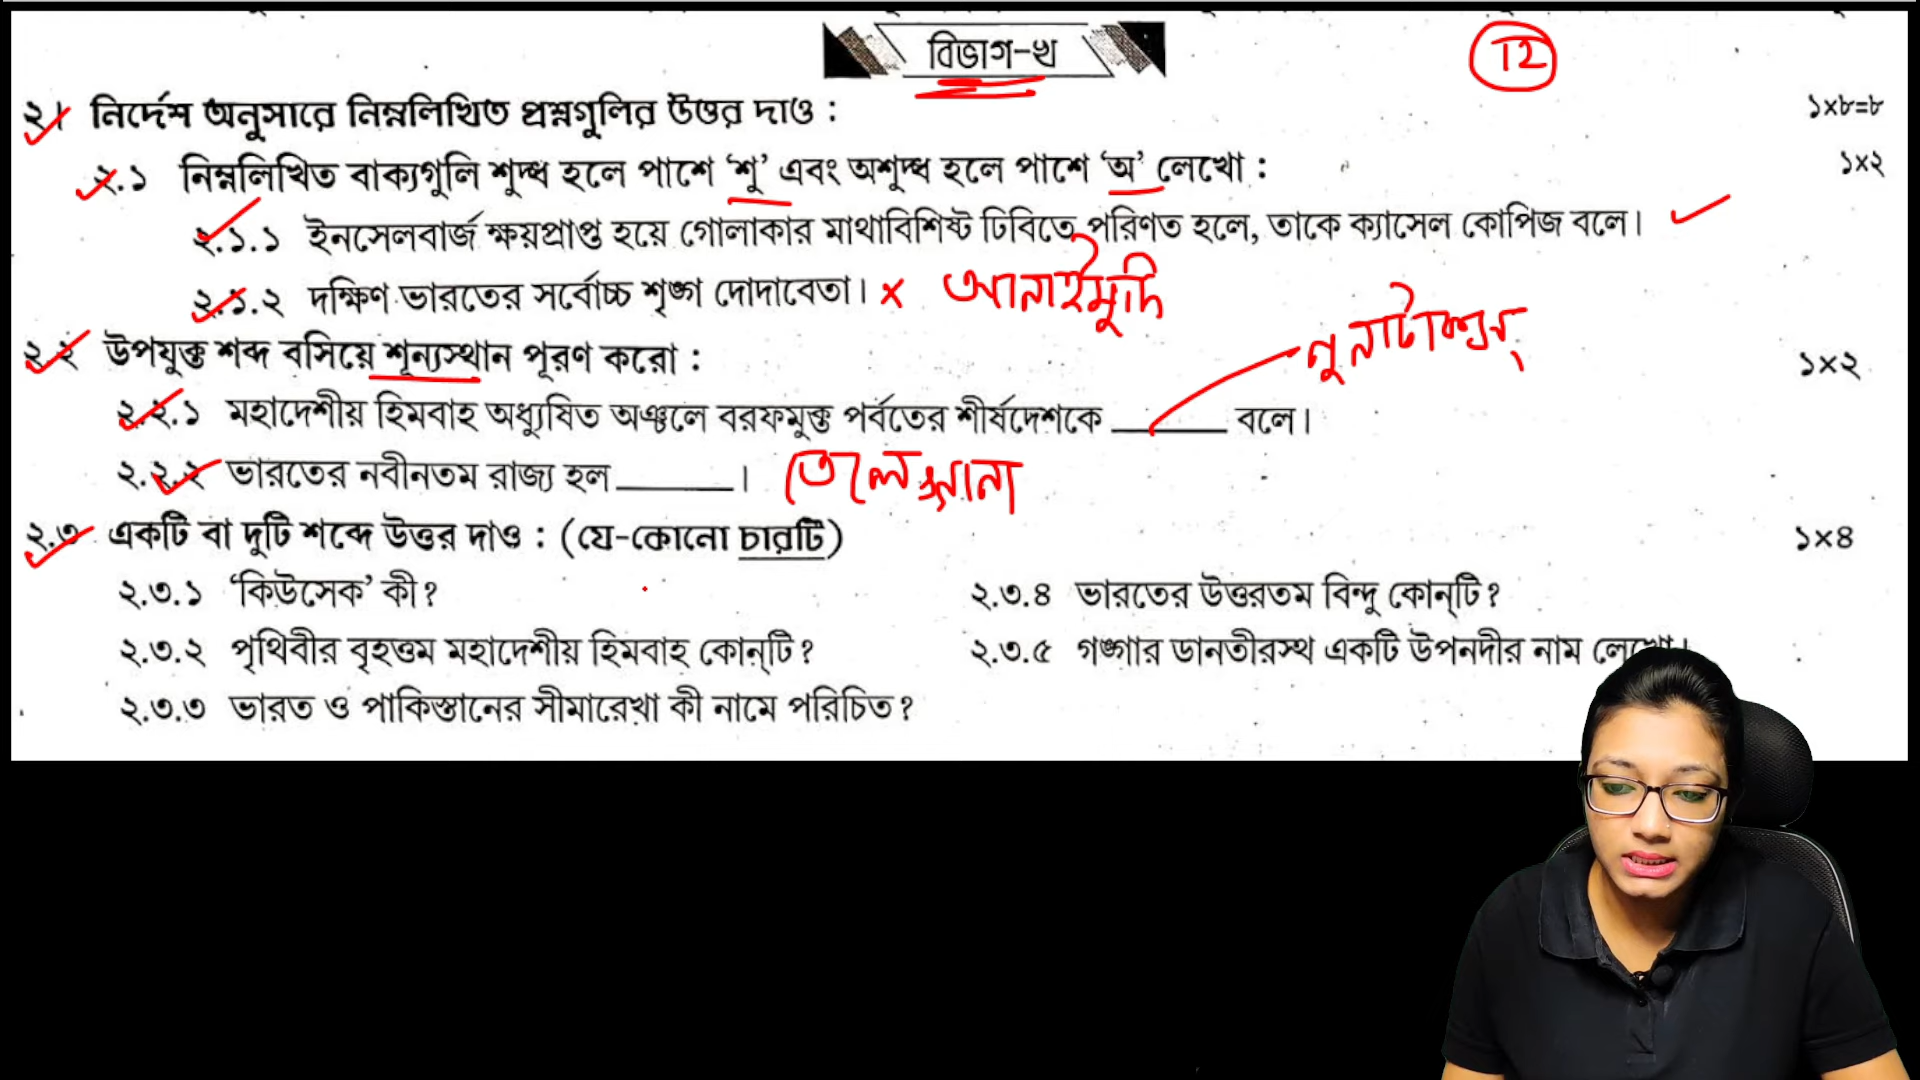 বিভাগ-খ
12
২। নির্দেশ অনুসারে নিম্নলিখিত প্রশ্নগুলির উত্তর দাও : ১×৮=৮
২.১ নিম্নলিখিত বাক্যগুলি শুদ্ধ হলে পাশে ‘শু’ এবং অশুদ্ধ হলে পাশে ‘অ’ লেখো : ১×২
২.১.১ ইনসেলবার্জ ক্ষয়প্রাপ্ত হয়ে গোলাকার মাথাবিশিষ্ট ঢিবিতে পরিণত হলে, তাকে ক্যাসেল কোপিজ বলে।
২.১.২ দক্ষিণ ভারতের সর্বোচ্চ শৃঙ্গ দোদাবেতা। × আনাইমুদি
২.২ উপযুক্ত শব্দ বসিয়ে শূন্যস্থান পূরণ করো : ১×২
নুনাটাকস্
২.২.১ মহাদেশীয় হিমবাহ অধ্যুষিত অঞ্চলে বরফমুক্ত পর্বতের শীর্ষদেশকে ______ বলে।
২.২.২ ভারতের নবীনতম রাজ্য হল ______। তেলেঙ্গানা
২.৩ একটি বা দুটি শব্দে উত্তর দাও : (যে-কোনো চারটি) ১×৪
২.৩.১ ‘কিউসেক’ কী?
২.৩.২ পৃথিবীর বৃহত্তম মহাদেশীয় হিমবাহ কোন্‌টি?
২.৩.৩ ভারত ও পাকিস্তানের সীমারেখা কী নামে পরিচিত?
২.৩.৪ ভারতের উত্তরতম বিন্দু কোন্‌টি?
২.৩.৫ গঙ্গার ডানতীরস্থ একটি উপনদীর নাম লেখো।